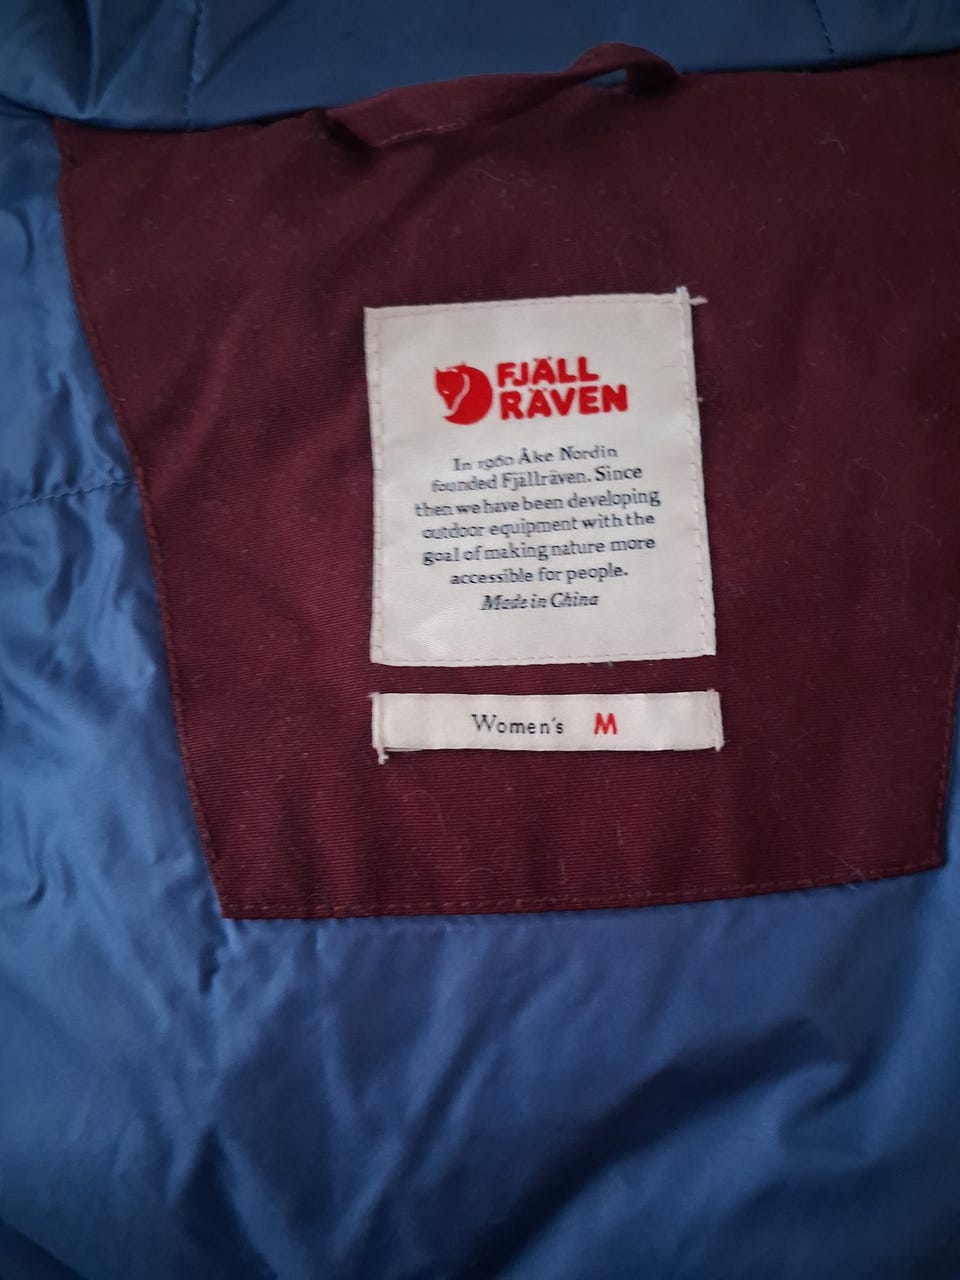 FJÄLL
RÄVEN
In 1960 Åke Nordin
founded Fjällräven. Since
then we have been developing
outdoor equipment with the
goal of making nature more
accessible for people.
Made in China
Women's M